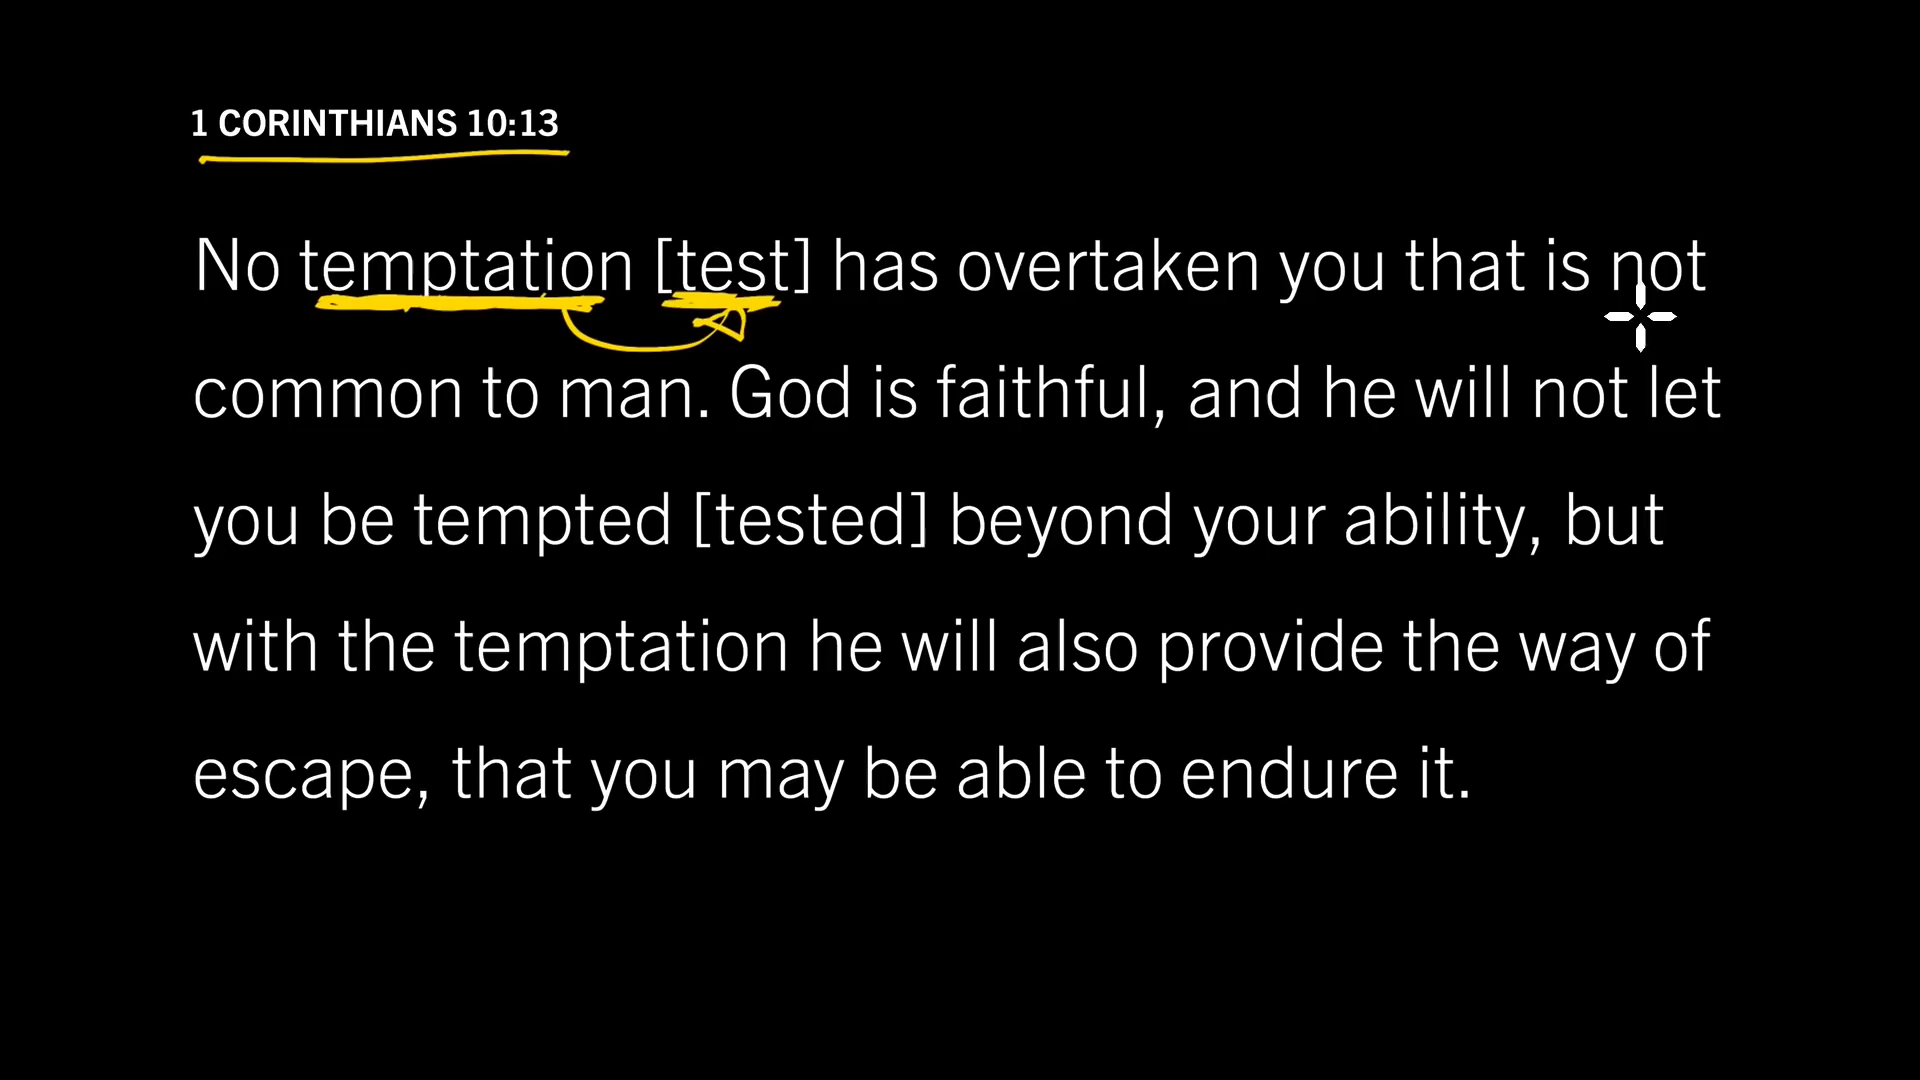 1 CORINTHIANS 10:13
No temptation [test] has overtaken you that is not
common to man. God is faithful, and he will not let
you be tempted [tested] beyond your ability, but
with the temptation he will also provide the way of
escape, that you may be able to endure it.